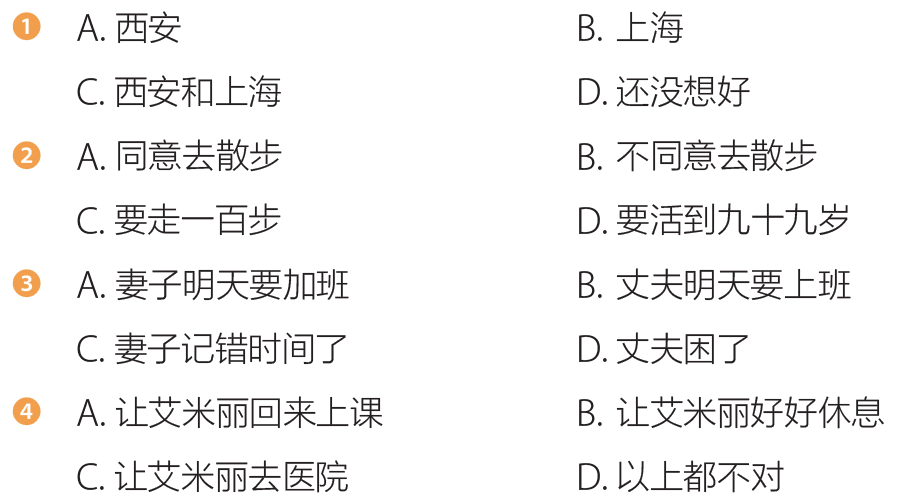 1 A. 西安 B. 上海
C. 西安和上海 D. 还没想好
2 A. 同意去散步 B. 不同意去散步
C. 要走一百步 D. 要活到九十九岁
3 A. 妻子明天要加班 B. 丈夫明天要上班
C. 妻子记错时间了 D. 丈夫困了
4 A. 让艾米丽回来上课 B. 让艾米丽好好休息
C. 让艾米丽去医院 D. 以上都不对